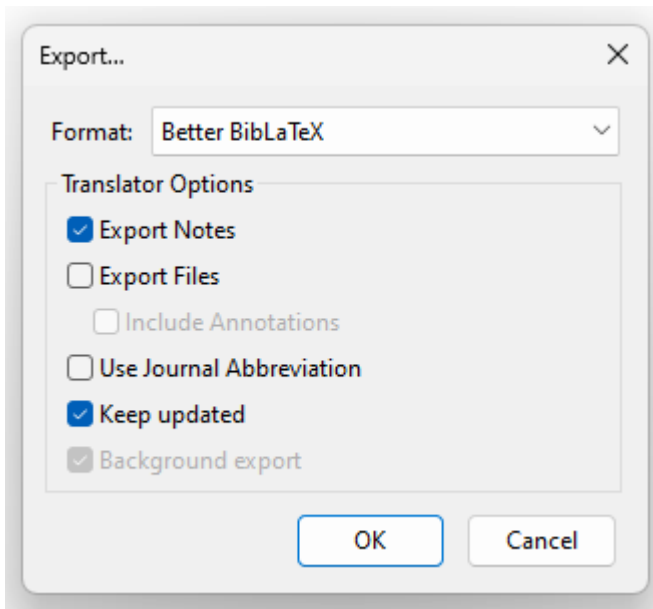 Export...
Format: Better BibLaTeX
Translator Options
Export Notes
Export Files
Include Annotations
Use Journal Abbreviation
Keep updated
Background export
OK Cancel